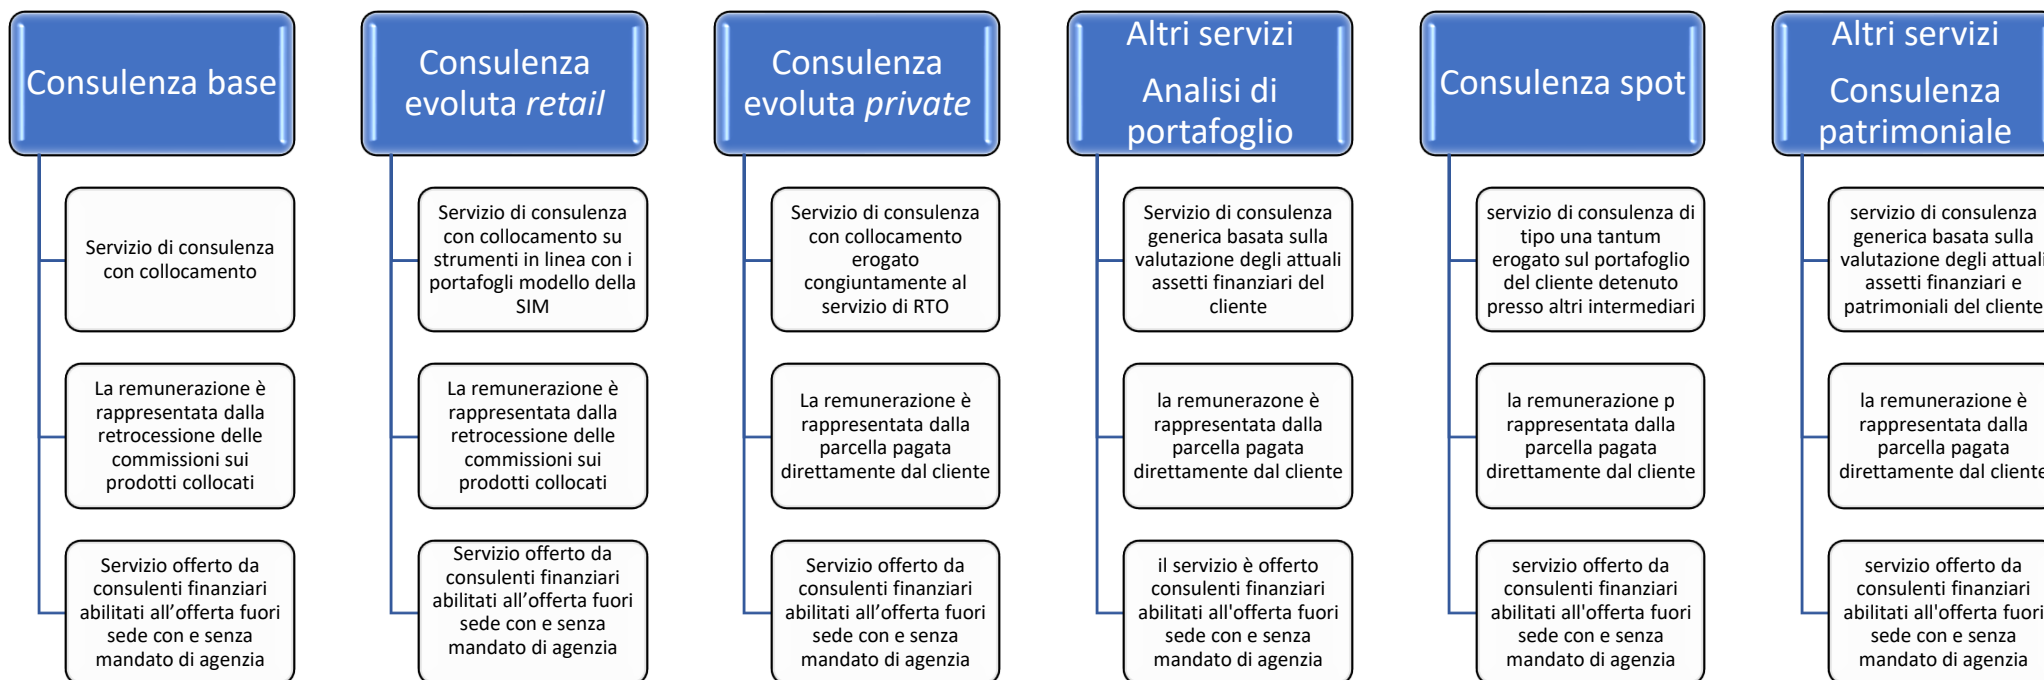 Consulenza base
Servizio di consulenza
con collocamento
La remunerazione è
rappresentata dalla
retrocessione delle
commissioni sui
prodotti collocati
Servizio offerto da
consulenti finanziari
abilitati all’offerta fuori
sede con e senza
mandato di agenzia
Consulenza
evoluta retail
Servizio di consulenza
con collocamento su
strumenti in linea con i
portafogli modello della
SIM
La remunerazione è
rappresentata dalla
retrocessione delle
commissioni sui
prodotti collocati
Servizio offerto da
consulenti finanziari
abilitati all’offerta fuori
sede con e senza
mandato di agenzia
Consulenza
evoluta private
Servizio di consulenza
con collocamento
erogato
congiuntamente al
servizio di RTO
La remunerazione è
rappresentata dalla
parcella pagata
direttamente dal cliente
Servizio offerto da
consulenti finanziari
abilitati all’offerta fuori
sede con e senza
mandato di agenzia
Altri servizi
Analisi di
portafoglio
Servizio di consulenza
generica basata sulla
valutazione degli attuali
assetti finanziari del
cliente
la remunerazone è
rappresentata dalla
parcella pagata
direttamente dal cliente
il servizio è offerto
consulenti finanziari
abilitati all'offerta fuori
sede con e senza
mandato di agenzia
Consulenza spot
servizio di consulenza di
tipo una tantum
erogato sul portafoglio
del cliente detenuto
presso altri intermediari
la remunerazione p
rappresentata dalla
parcella pagata
direttamente dal cliente
servizio offerto da
consulenti finanziari
abilitati all'offerta fuori
sede con e senza
mandato di agenzia
Altri servizi
Consulenza
patrimoniale
servizio di consulenza
generica basata sulla
valutazione degli attuali
assetti finanziari e
patrimoniali del cliente
la remunerazone è
rappresentata dalla
parcella pagata
direttamente dal cliente
servizio offerto da
consulenti finanziari
abilitati all'offerta fuori
sede con e senza
mandato di agenzia